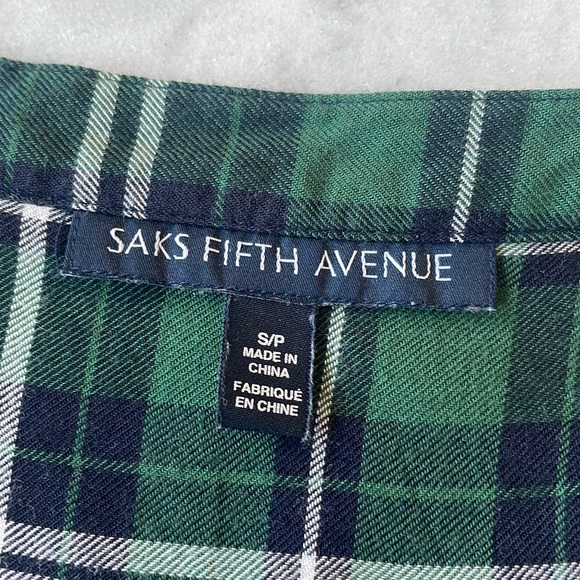 SAKS FIFTH AVENUE
S/P
MADE IN
CHINA
FABRIQUÉ
EN CHINE